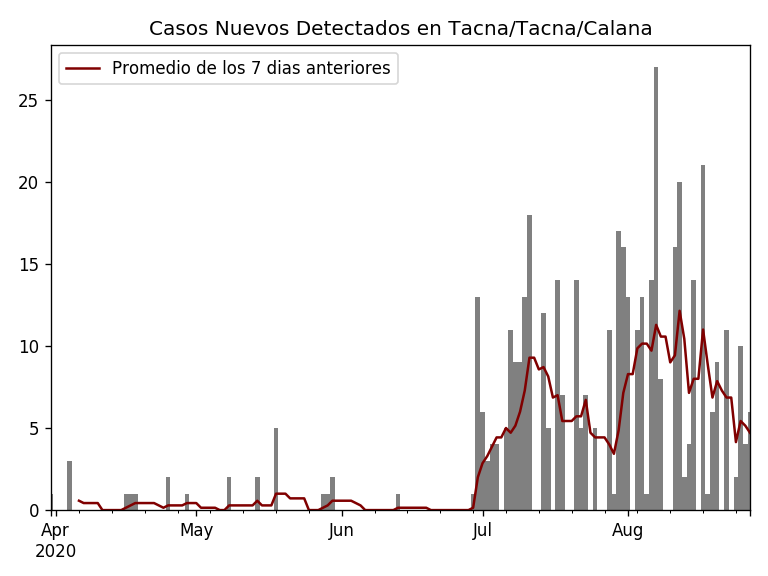 Casos Nuevos Detectados en Tacna/Tacna/Calana
Promedio de los 7 dias anteriores
25
20
15
10
5
0
Apr May Jun Jul Aug
2020